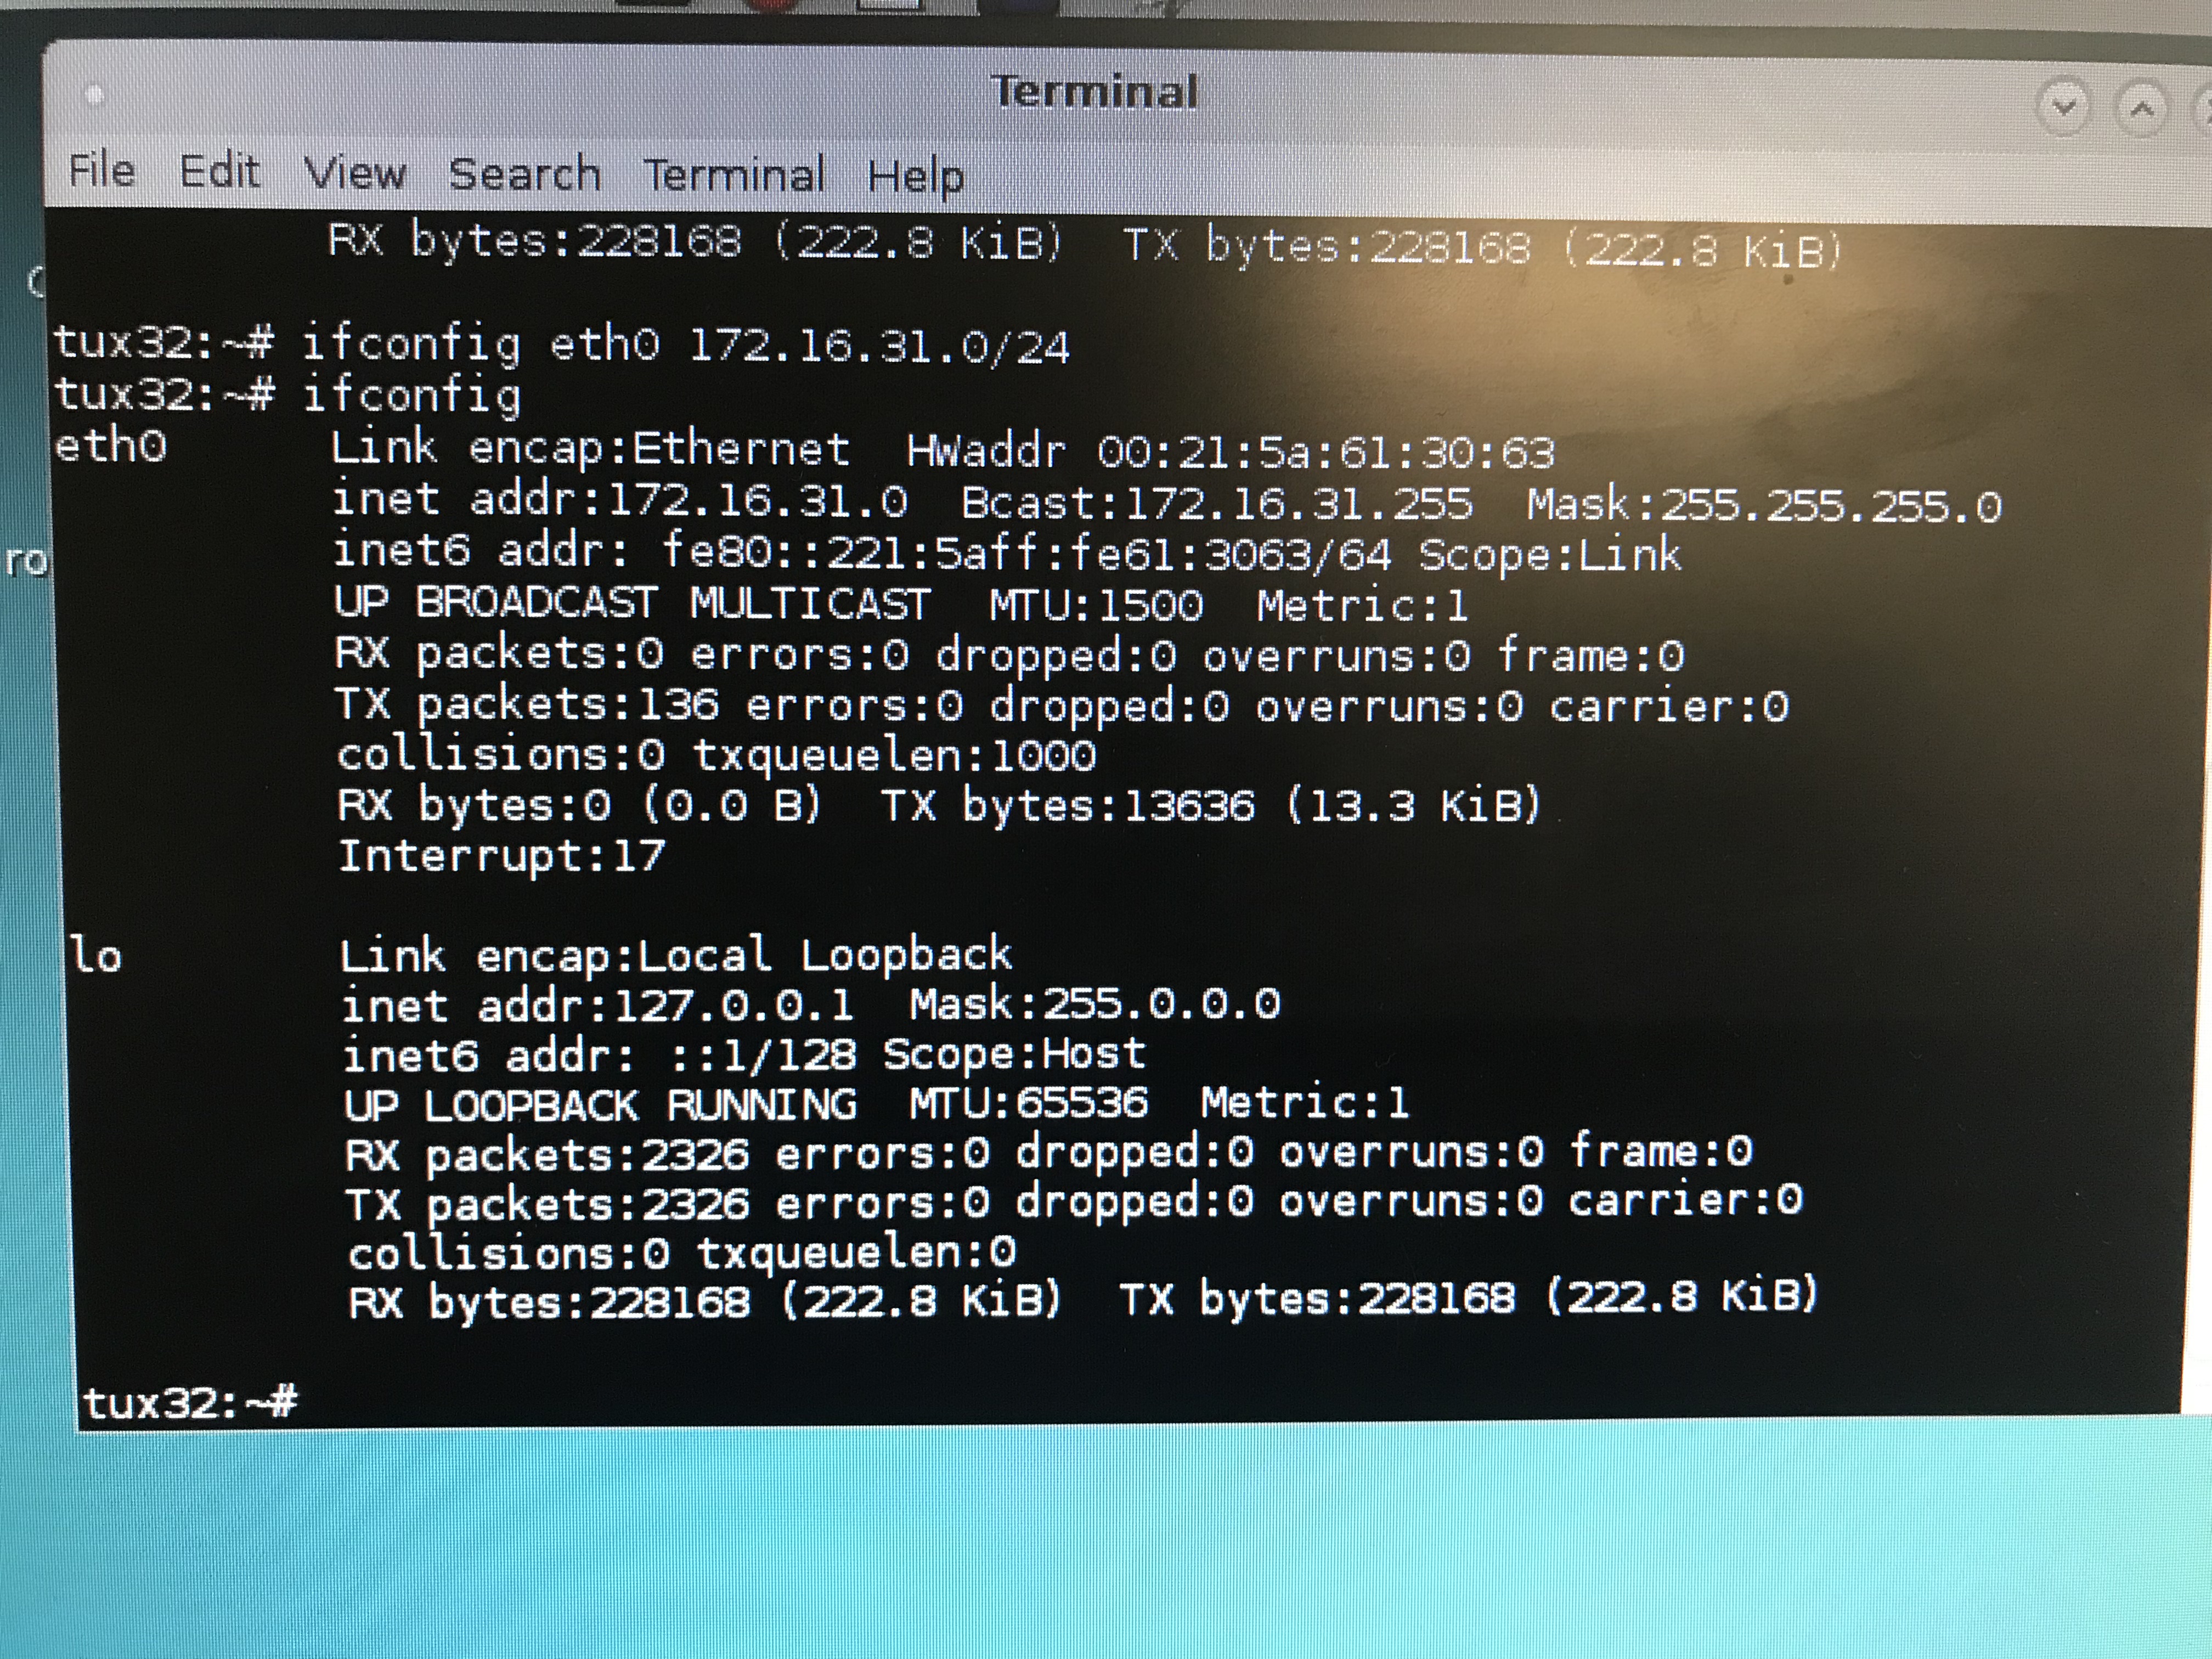 Terminal
File Edit View Search Terminal Help
RX bytes:228168 (222.8 KiB)  TX bytes:228168 (222.8 KiB)
tux32:~# ifconfig eth0 172.16.31.0/24
tux32:~# ifconfig
eth0      Link encap:Ethernet  HWaddr 00:21:5a:61:30:63
inet addr:172.16.31.0  Bcast:172.16.31.255  Mask:255.255.255.0
inet6 addr: fe80::221:5aff:fe61:3063/64 Scope:Link
UP BROADCAST MULTICAST  MTU:1500  Metric:1
RX packets:0 errors:0 dropped:0 overruns:0 frame:0
TX packets:136 errors:0 dropped:0 overruns:0 carrier:0
collisions:0 txqueuelen:1000
RX bytes:0 (0.0 B)  TX bytes:13636 (13.3 KiB)
Interrupt:17
lo        Link encap:Local Loopback
inet addr:127.0.0.1  Mask:255.0.0.0
inet6 addr: ::1/128 Scope:Host
UP LOOPBACK RUNNING  MTU:65536  Metric:1
RX packets:2326 errors:0 dropped:0 overruns:0 frame:0
TX packets:2326 errors:0 dropped:0 overruns:0 carrier:0
collisions:0 txqueuelen:0
RX bytes:228168 (222.8 KiB)  TX bytes:228168 (222.8 KiB)
tux32:~#
ro